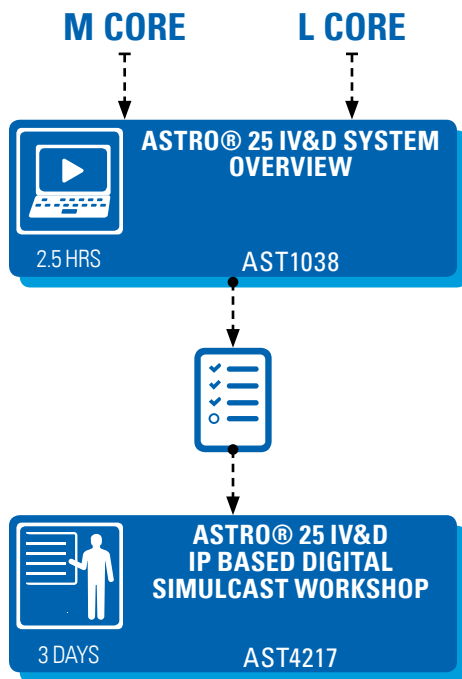 M CORE
L CORE
ASTRO® 25 IV&D SYSTEM
OVERVIEW
2.5 HRS
AST1038
ASTRO® 25 IV&D
IP BASED DIGITAL
SIMULCAST WORKSHOP
3 DAYS
AST4217